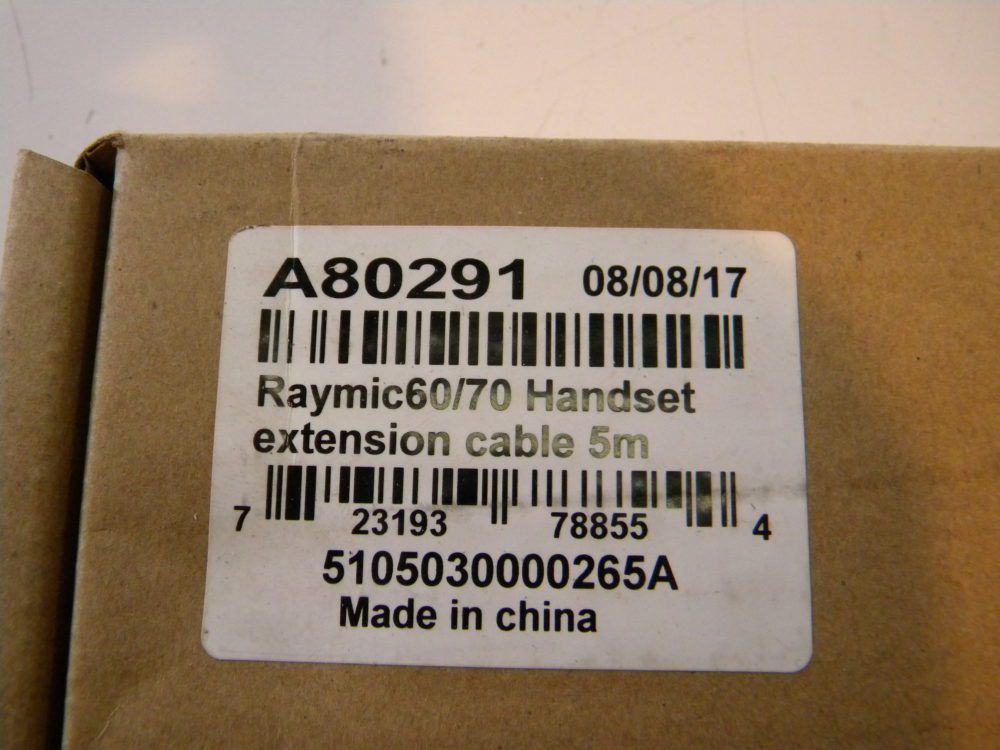 A80291 08/08/17
Raymic60/70 Handset
extension cable 5m
7 23193 78855 4
5105030000265A
Made in china